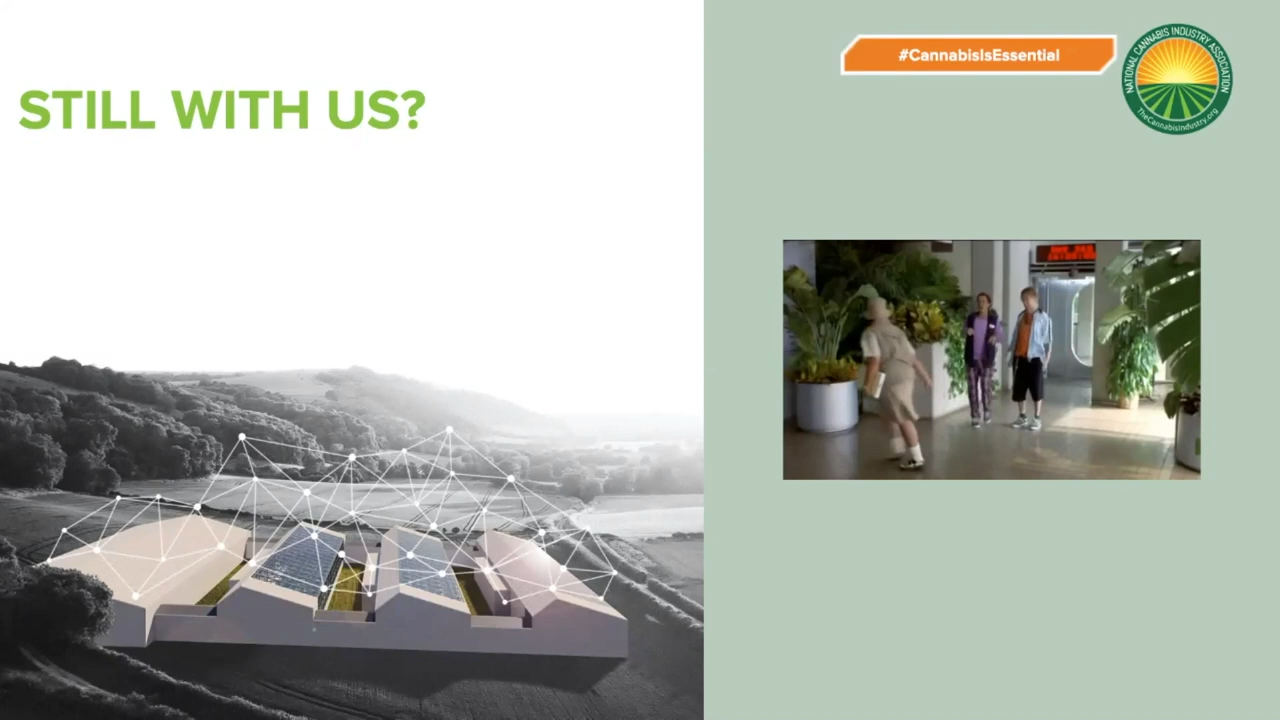 STILL WITH US?
#CannabisIsEssential
NATIONAL CANNABIS INDUSTRY ASSOCIATION
TheCannabisIndustry.org